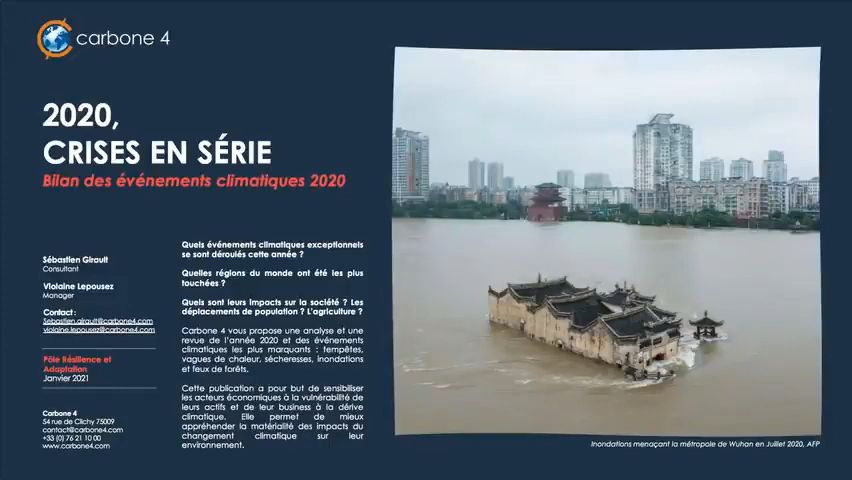 carbone 4
2020,
CRISES EN SÉRIE
Bilan des événements climatiques 2020
Sébastien Girault
Consultant
Violaine Lepousez
Manager
Contact :
Sebastien.girault@carbone4.com
violaine.lepousez@carbone4.com
Pôle Résilience et
Adaptation
Janvier 2021
Carbone 4
54 rue de Clichy 75009
contact@carbone4.com
+33 (0) 76 21 10 00
www.carbone4.com
Quels événements climatiques exceptionnels
se sont déroulés cette année ?
Quelles régions du monde ont été les plus
touchées ?
Quels sont leurs impacts sur la société ? Les
déplacements de population ? L'agriculture ?
Carbone 4 vous propose une analyse et une
revue de l'année 2020 et des événements
climatiques les plus marquants : tempêtes,
vagues de chaleur, sécheresses, inondations
et feux de forêts.
Cette publication a pour but de sensibiliser
les acteurs économiques à la vulnérabilité de
leurs actifs et de leur business à la dérive
climatique. Elle permet de mieux
appréhender la matérialité des impacts du
changement climatique sur leur
environnement.
Inondations menaçant la métropole de Wuhan en Juillet 2020, AFP